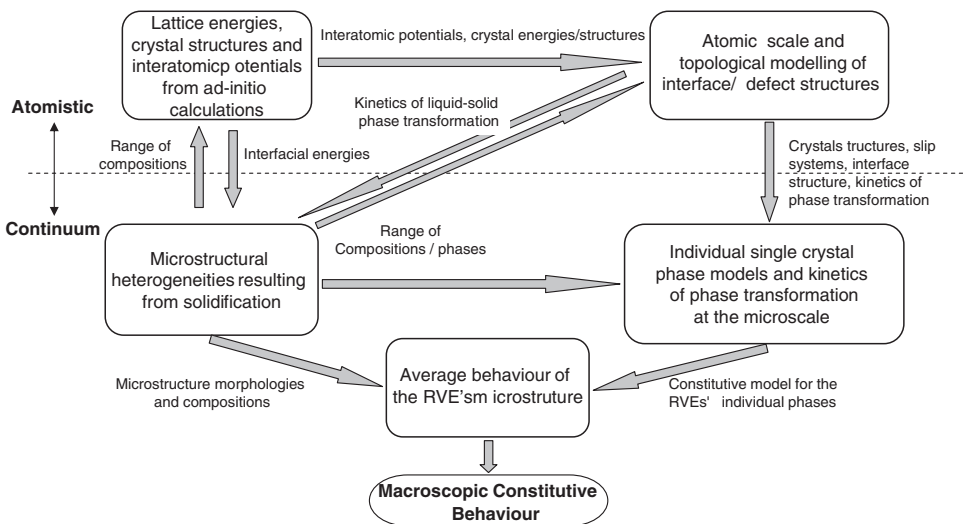 Lattice energies,
crystal structures and
interatomicp otentials
from ad-initio
calculations
Interatomic potentials, crystal energies/structures
Atomic scale and
topological modelling of
interface/ defect structures
Atomistic
Continuum
Range of
compositions
Interfacial energies
Kinetics of liquid-solid
phase transformation
Crystals tructures, slip
systems, interface
structure, kinetics of
phase transformation
Microstructural
heterogeneities resulting
from solidification
Range of
Compositions / phases
Individual single crystal
phase models and kinetics
of phase transformation
at the microscale
Microstructure morphologies
and compositions
Average behaviour of
the RVE'sm icrostruture
Constitutive model for the
RVEs' individual phases
Macroscopic Constitutive
Behaviour